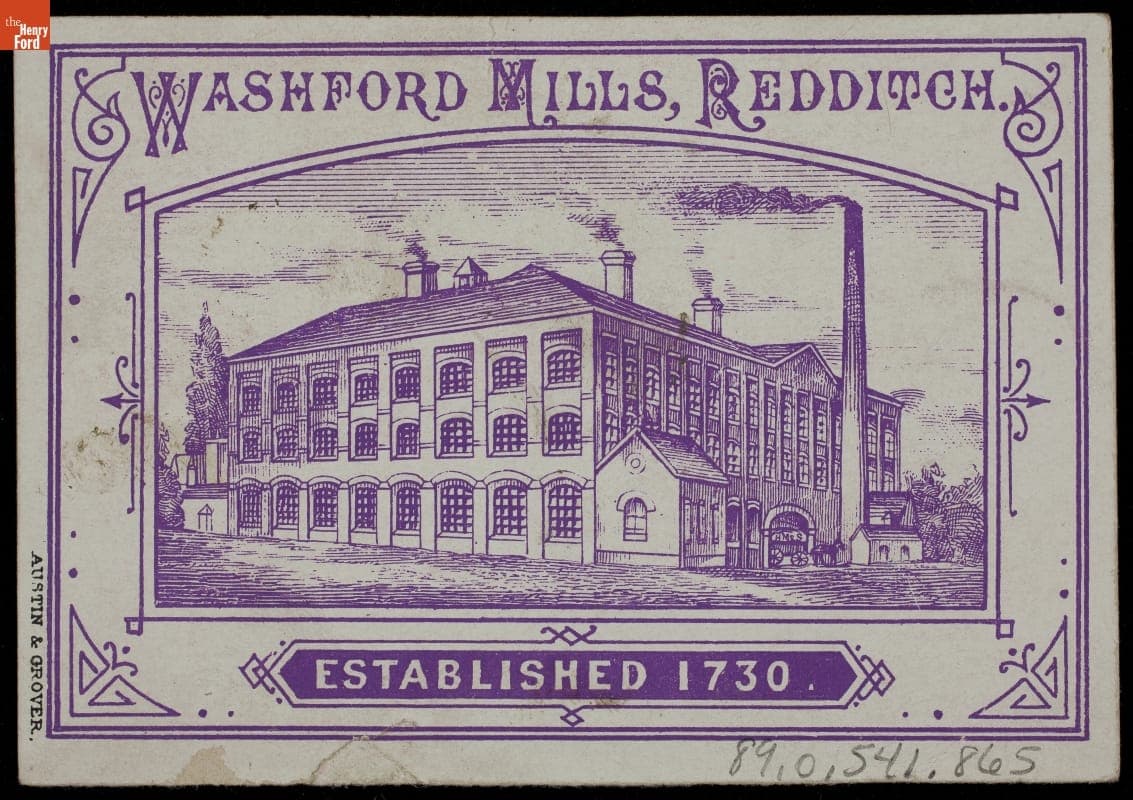 the
Henry
Ford
WASHFORD MILLS, REDDITCH.
ESTABLISHED 1730.
AUSTIN & GROVER.
89.0.541.865